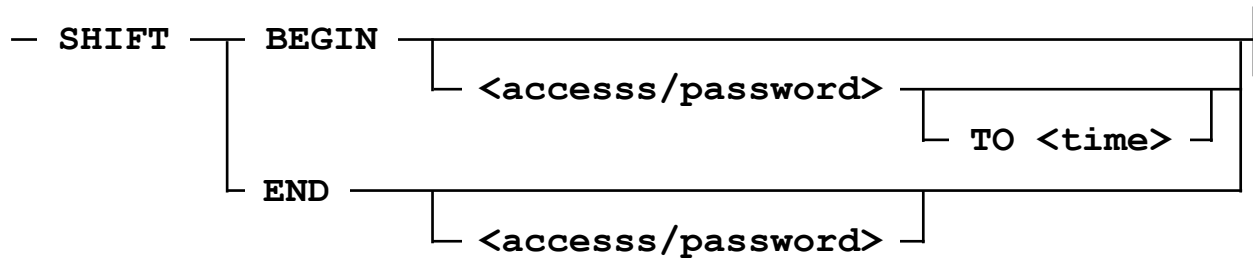 SHIFT BEGIN
<accesss/password>
TO <time>
END
<accesss/password>